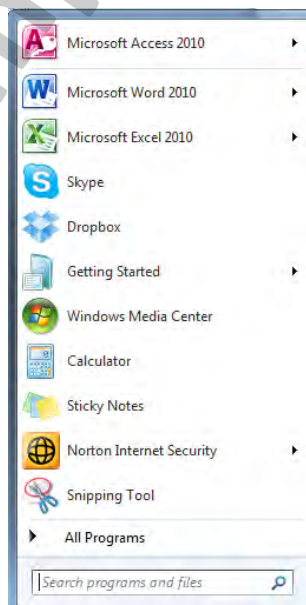 Microsoft Access 2010
Microsoft Word 2010
Microsoft Excel 2010
Skype
Dropbox
Getting Started
Windows Media Center
Calculator
Sticky Notes
Norton Internet Security
Snipping Tool
All Programs
Search programs and files